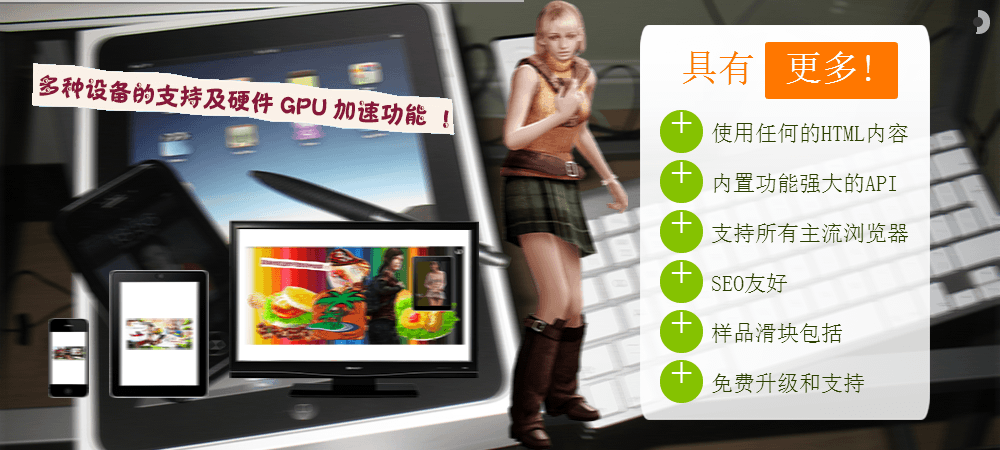 多种设备的支持及硬件 GPU 加速功能 ！
具有 更多!
使用任何的HTML内容
内置功能强大的API
支持所有主流浏览器
SEO友好
样品滑块包括
免费升级和支持